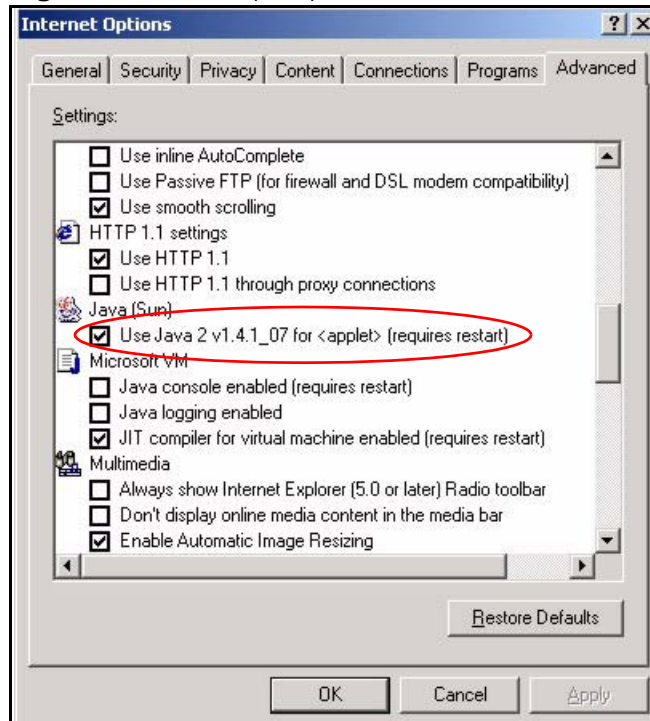 Internet Options
General Security Privacy Content Connections Programs Advanced
Settings:
Use inline AutoComplete
Use Passive FTP (for firewall and DSL modem compatibility)
Use smooth scrolling
HTTP 1.1 settings
Use HTTP 1.1
Use HTTP 1.1 through proxy connections
Java (Sun)
Use Java 2 v1.4.1_07 for <applet> (requires restart)
Microsoft VM
Java console enabled (requires restart)
Java logging enabled
JIT compiler for virtual machine enabled (requires restart)
Multimedia
Always show Internet Explorer (5.0 or later) Radio toolbar
Don't display online media content in the media bar
Enable Automatic Image Resizing
Restore Defaults
OK Cancel Apply